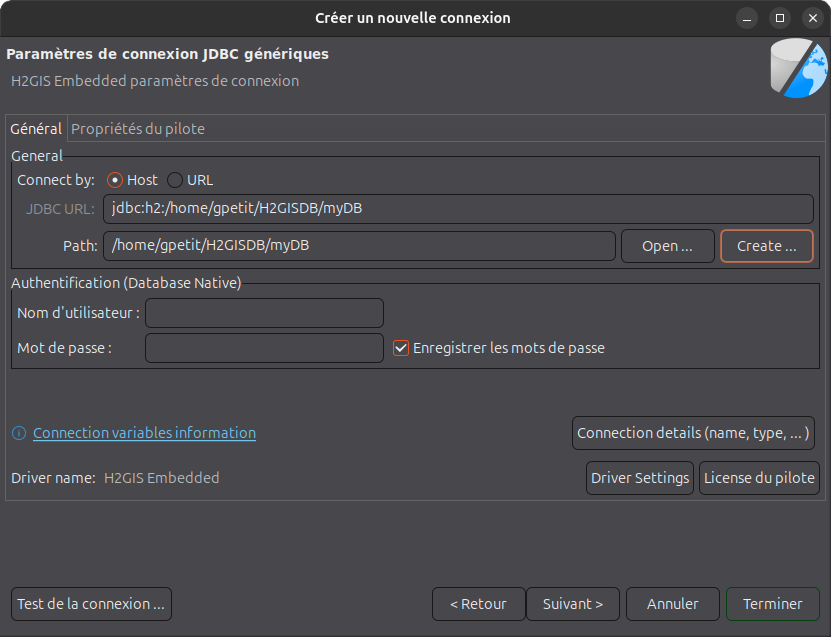 Créer un nouvelle connexion
Paramètres de connexion JDBC génériques
H2GIS Embedded paramètres de connexion
Général Propriétés du pilote
General
Connect by: Host URL
JDBC URL: jdbc:h2:/home/gpetit/H2GISDB/myDB
Path: /home/gpetit/H2GISDB/myDB Open ... Create ...
Authentification (Database Native)
Nom d'utilisateur :
Mot de passe : Enregistrer les mots de passe
Connection variables information Connection details (name, type, ... )
Driver name: H2GIS Embedded Driver Settings License du pilote
Test de la connexion ... < Retour Suivant > Annuler Terminer